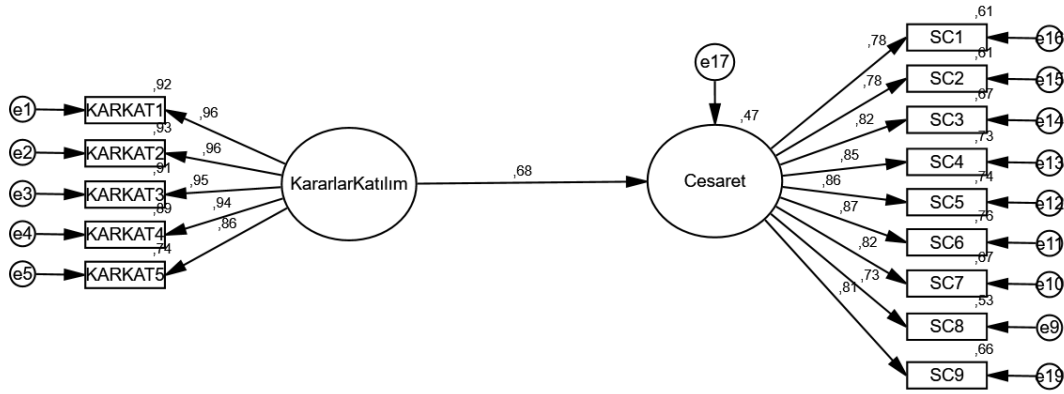 ,61
SC1
e16
,78
,61
SC2
e15
,78
,67
SC3
e14
,82
,73
SC4
e13
,85
,74
SC5
e12
,86
,76
SC6
e11
,87
,67
SC7
e10
,82
,53
SC8
e9
,73
,66
SC9
e19
,81
e17
,47
Cesaret
,68
KararlarKatılım
,92
e1
KARKAT1
,96
,93
e2
KARKAT2
,96
,91
e3
KARKAT3
,95
,89
e4
KARKAT4
,94
,74
e5
KARKAT5
,86